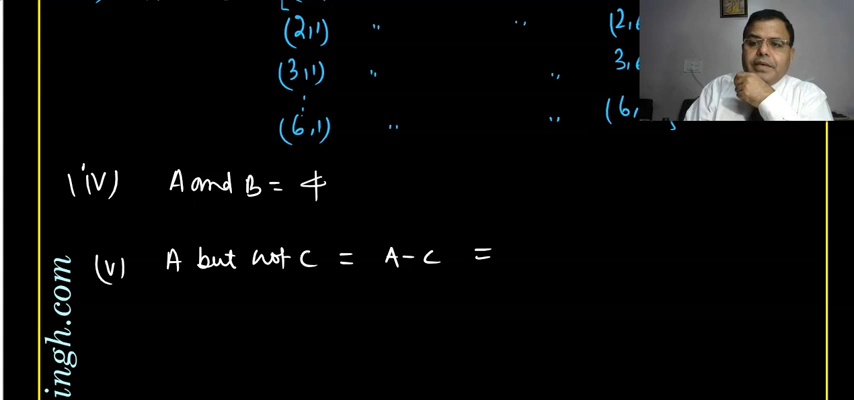 (2,1) " " (2,
(3,1) " " 3,
(6,1) " " (6,
(iv) A and B = ϕ
(v) A but not C = A - C =
ingh.com